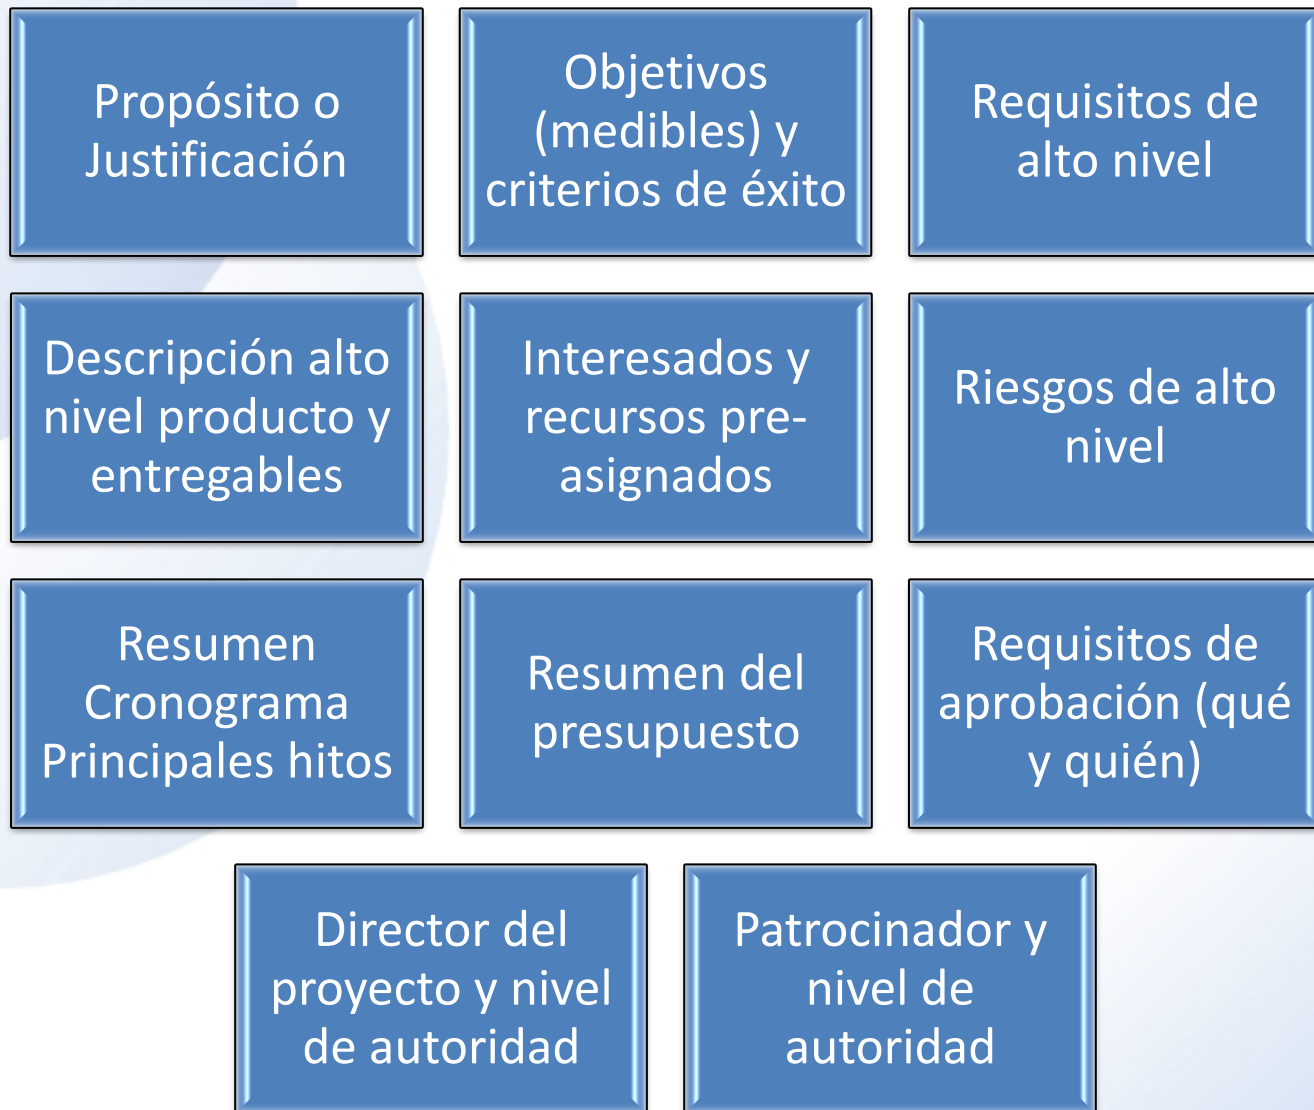 Propósito o
Justificación
Objetivos
(medibles) y
criterios de éxito
Requisitos de
alto nivel
Descripción alto
nivel producto y
entregables
Interesados y
recursos pre-
asignados
Riesgos de alto
nivel
Resumen
Cronograma
Principales hitos
Resumen del
presupuesto
Requisitos de
aprobación (qué
y quién)
Director del
proyecto y nivel
de autoridad
Patrocinador y
nivel de
autoridad